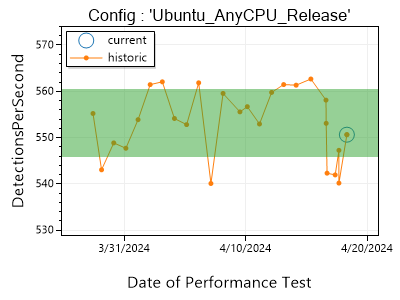 Config : 'Ubuntu_AnyCPU_Release'
current
historic
DetectionsPerSecond
570
560
550
540
530
3/31/2024
4/10/2024
4/20/2024
Date of Performance Test